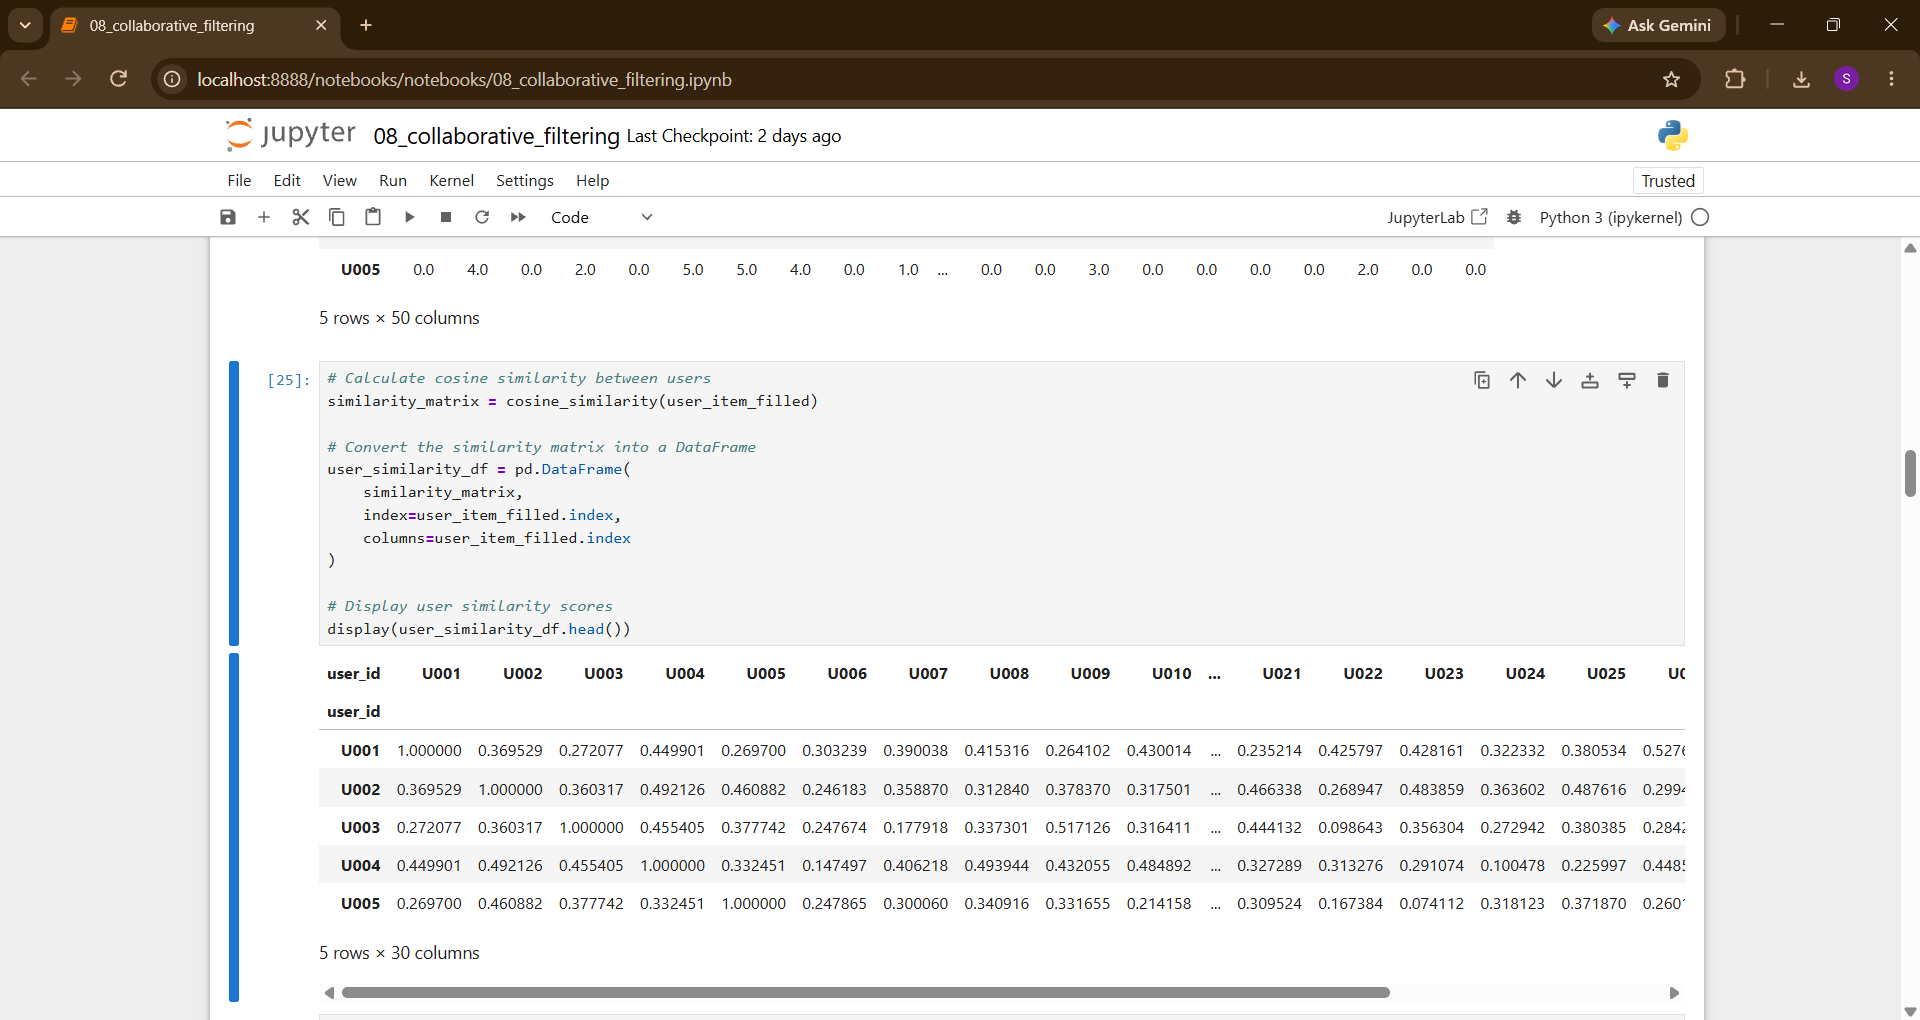 08_collaborative_filtering
Ask Gemini
localhost:8888/notebooks/notebooks/08_collaborative_filtering.ipynb
S
jupyter 08_collaborative_filtering Last Checkpoint: 2 days ago
File Edit View Run Kernel Settings Help
Trusted
Code
JupyterLab
Python 3 (ipykernel)
U005 0.0 4.0 0.0 2.0 0.0 5.0 5.0 4.0 0.0 1.0 ... 0.0 0.0 3.0 0.0 0.0 0.0 0.0 2.0 0.0 0.0
5 rows × 50 columns
[25]:
# Calculate cosine similarity between users
similarity_matrix = cosine_similarity(user_item_filled)
# Convert the similarity matrix into a DataFrame
user_similarity_df = pd.DataFrame(
similarity_matrix,
index=user_item_filled.index,
columns=user_item_filled.index
)
# Display user similarity scores
display(user_similarity_df.head())
user_id U001 U002 U003 U004 U005 U006 U007 U008 U009 U010 ... U021 U022 U023 U024 U025 U0
user_id
U001 1.000000 0.369529 0.272077 0.449901 0.269700 0.303239 0.390038 0.415316 0.264102 0.430014 ... 0.235214 0.425797 0.428161 0.322332 0.380534 0.527
U002 0.369529 1.000000 0.360317 0.492126 0.460882 0.246183 0.358870 0.312840 0.378370 0.317501 ... 0.466338 0.268947 0.483859 0.363602 0.487616 0.299
U003 0.272077 0.360317 1.000000 0.455405 0.377742 0.247674 0.177918 0.337301 0.517126 0.316411 ... 0.444132 0.098643 0.356304 0.272942 0.380385 0.284
U004 0.449901 0.492126 0.455405 1.000000 0.332451 0.147497 0.406218 0.493944 0.432055 0.484892 ... 0.327289 0.313276 0.291074 0.100478 0.225997 0.448
U005 0.269700 0.460882 0.377742 0.332451 1.000000 0.247865 0.300060 0.340916 0.331655 0.214158 ... 0.309524 0.167384 0.074112 0.318123 0.371870 0.260
5 rows × 30 columns